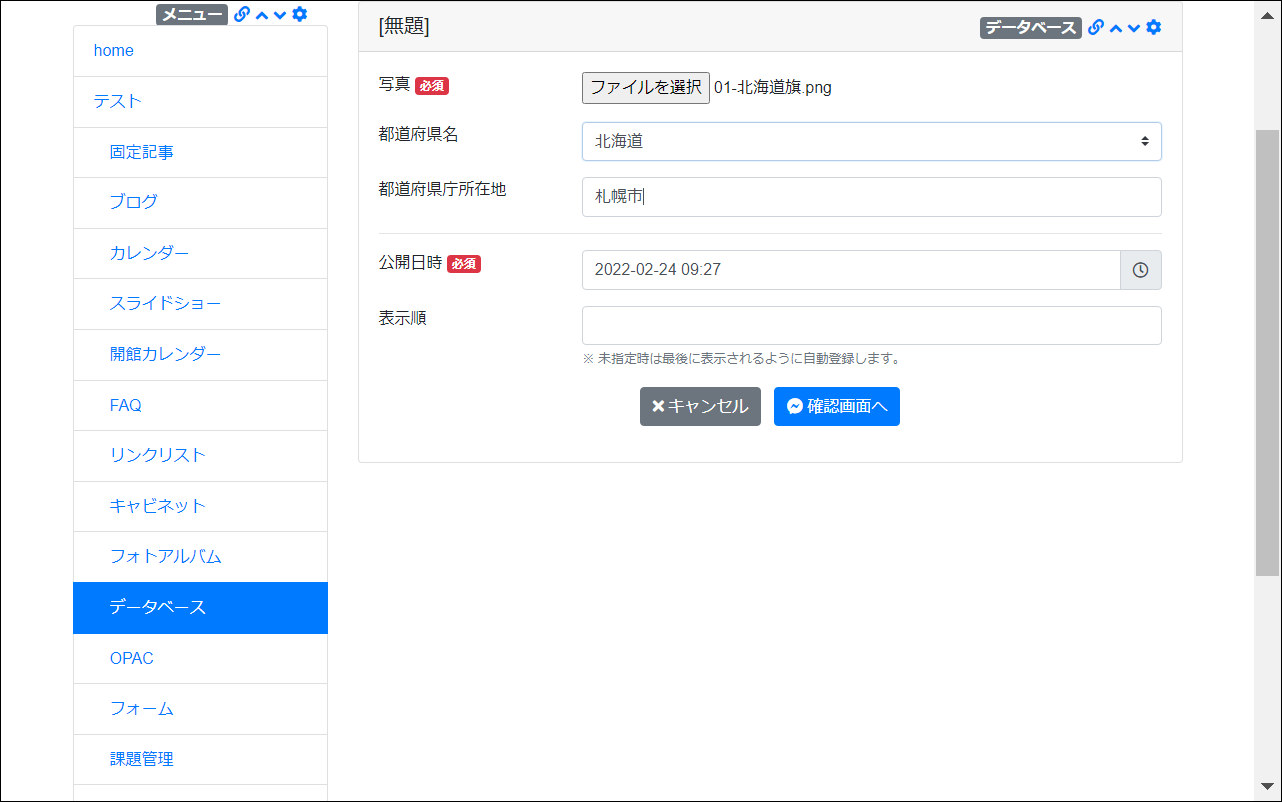 メニュー
home
テスト
固定記事
ブログ
カレンダー
スライドショー
開館カレンダー
FAQ
リンクリスト
キャビネット
フォトアルバム
データベース
OPAC
フォーム
課題管理
[無題]
データベース
写真 必須
ファイルを選択 01-北海道旗.png
都道府県名
北海道
都道府県庁所在地
札幌市
公開日時 必須
2022-02-24 09:27
表示順
※ 未指定時は最後に表示されるように自動登録します。
キャンセル
確認画面へ